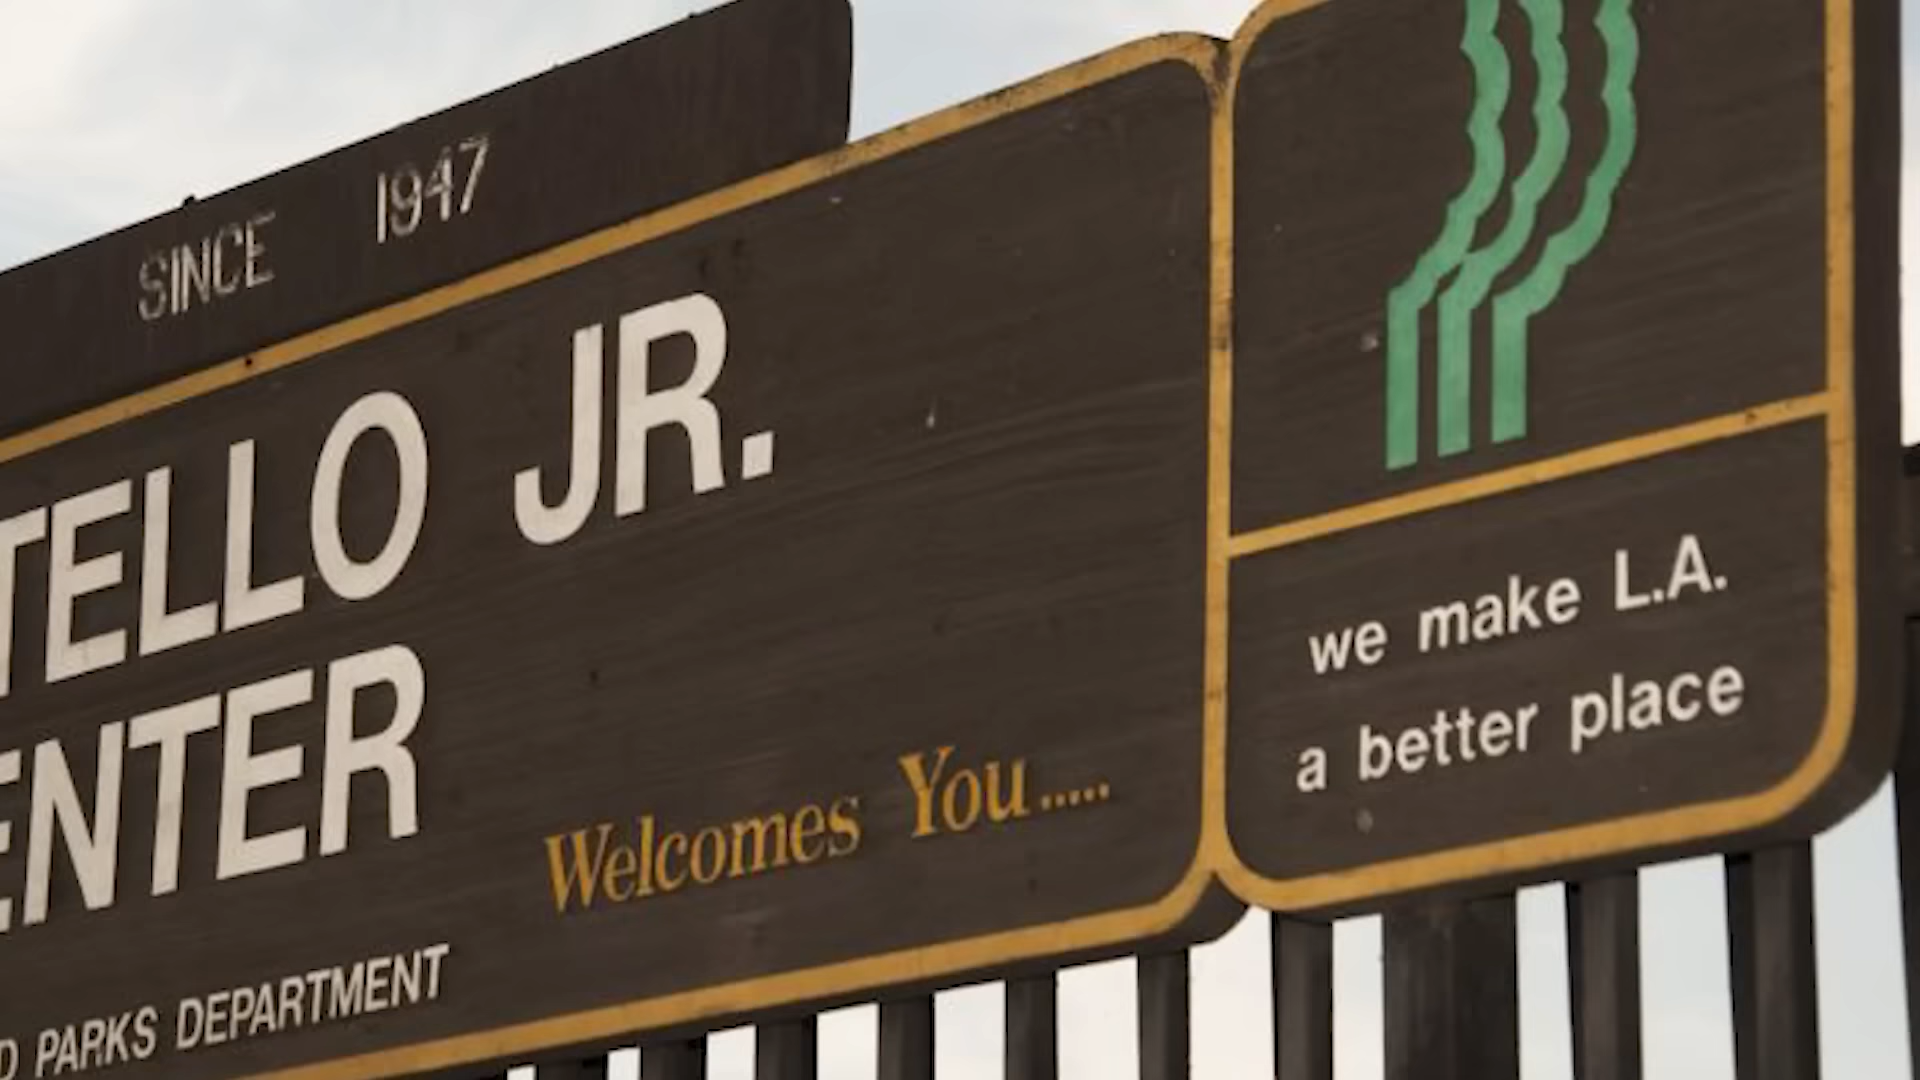 SINCE 1947
TELLO JR.
ENTER
Welcomes You.....
D PARKS DEPARTMENT
we make L.A.
a better place